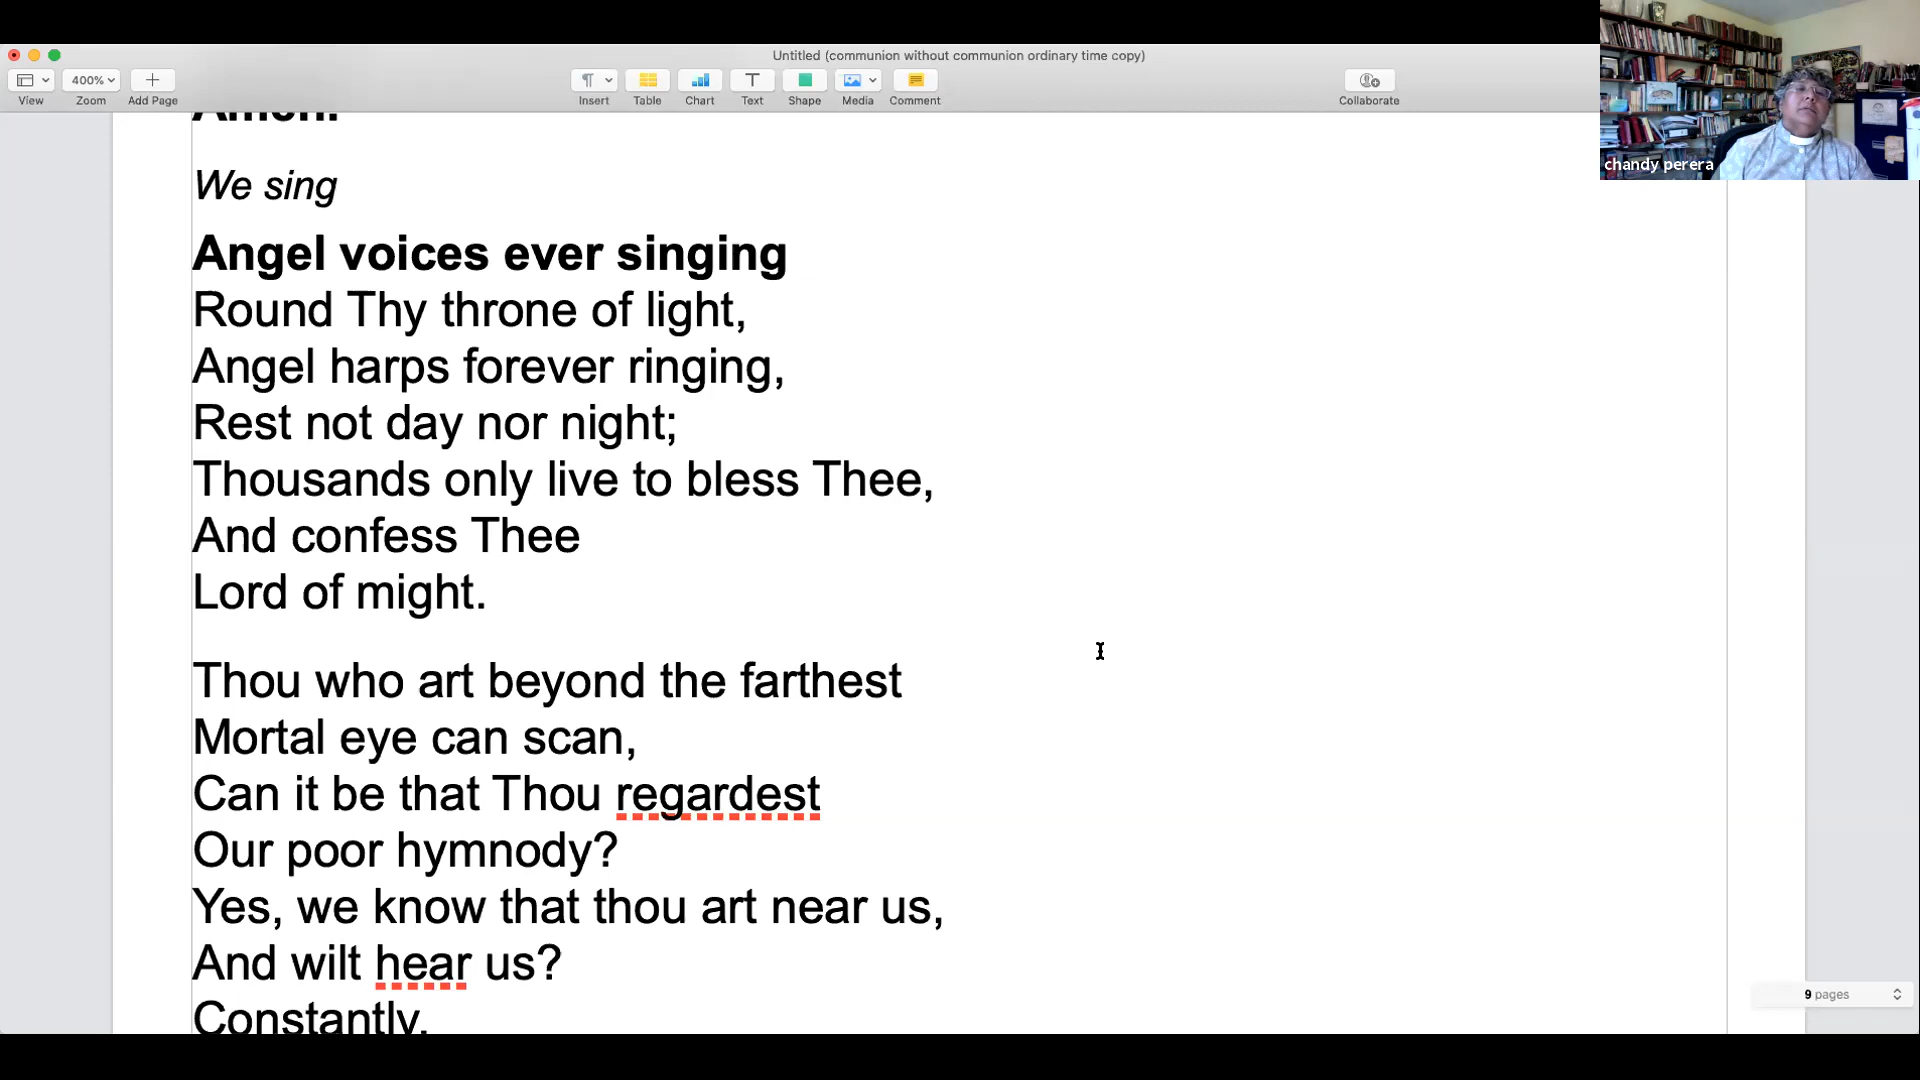 Untitled (communion without communion ordinary time copy)
400%
View
Zoom
Add Page
Insert
Table
Chart
Text
Shape
Media
Comment
Collaborate
chandy perera
Amen.
We sing
Angel voices ever singing
Round Thy throne of light,
Angel harps forever ringing,
Rest not day nor night;
Thousands only live to bless Thee,
And confess Thee
Lord of might.
Thou who art beyond the farthest
Mortal eye can scan,
Can it be that Thou regardest
Our poor hymnody?
Yes, we know that thou art near us,
And wilt hear us?
Constantly.
9 pages